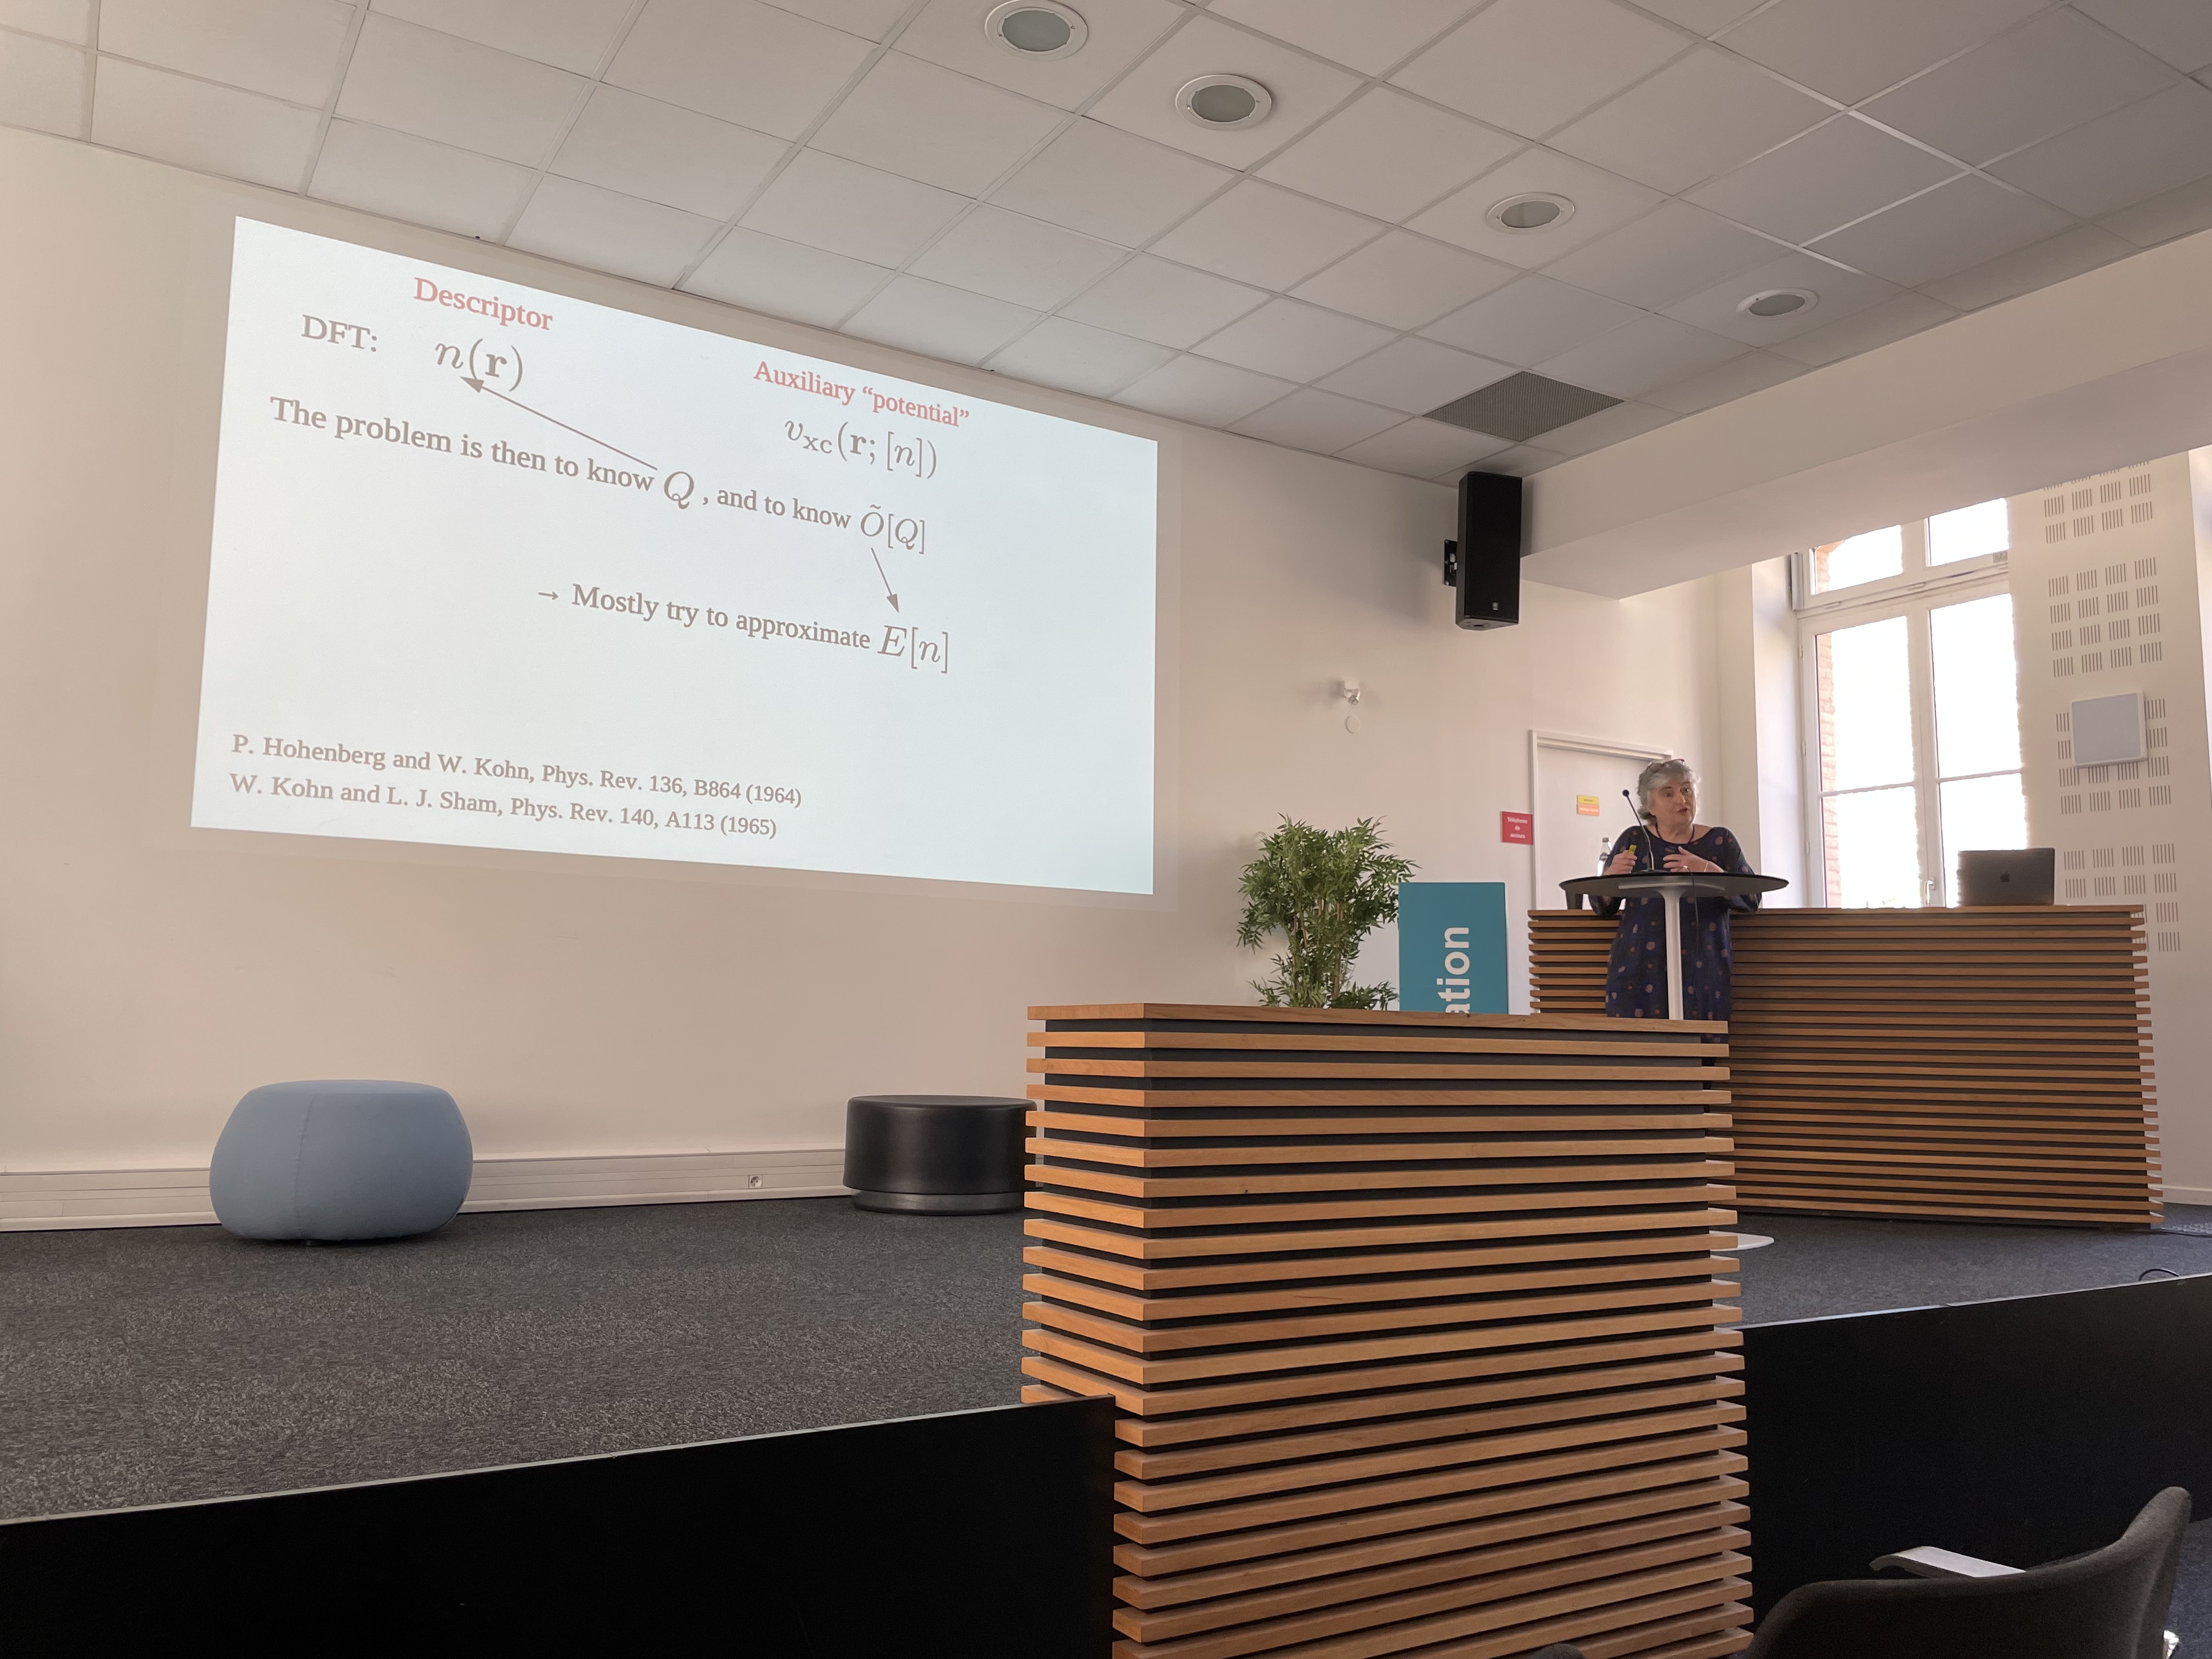 Descriptor
DFT: n(r)
Auxiliary “potential”
v_xc(r; [n])
The problem is then to know Q , and to know Õ[Q]
→ Mostly try to approximate E[n]
P. Hohenberg and W. Kohn, Phys. Rev. 136, B864 (1964)
W. Kohn and L. J. Sham, Phys. Rev. 140, A113 (1965)
ation